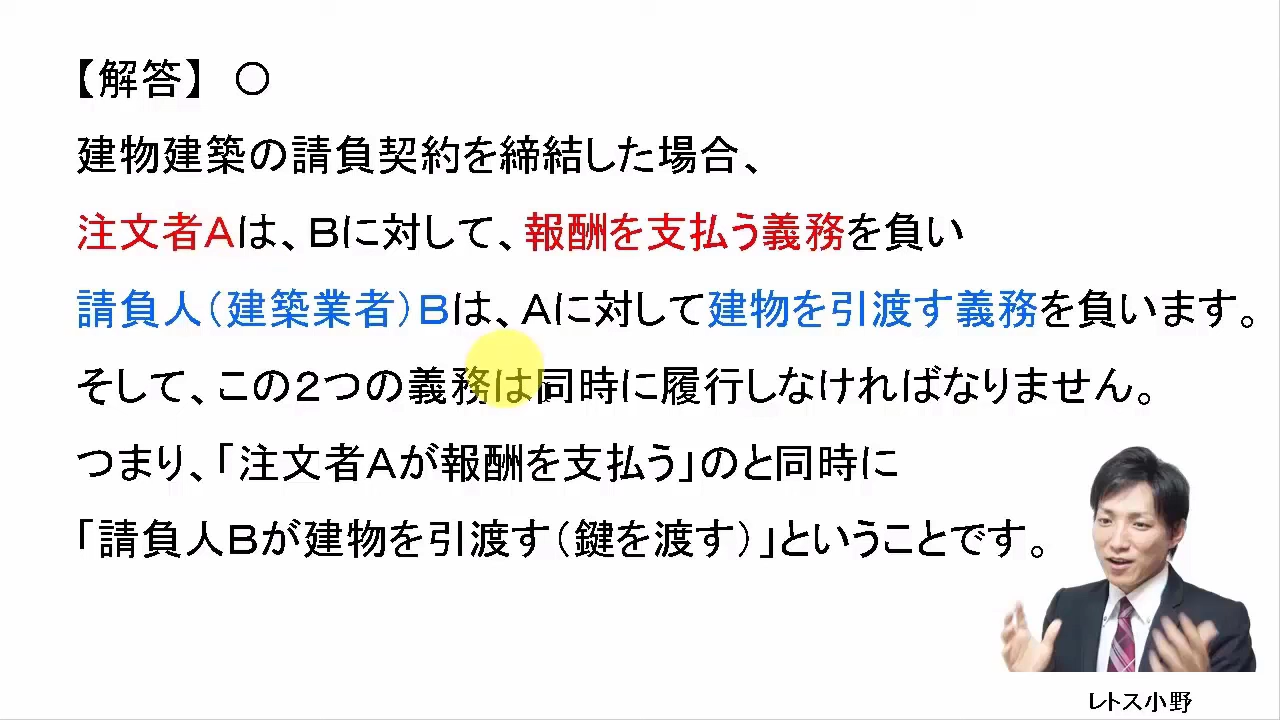 【解答】 ○
建物建築の請負契約を締結した場合、
注文者Aは、Bに対して、報酬を支払う義務を負い
請負人(建築業者)Bは、Aに対して建物を引渡す義務を負います。
そして、この2つの義務は同時に履行しなければなりません。
つまり、「注文者Aが報酬を支払う」のと同時に
「請負人Bが建物を引渡す(鍵を渡す)」ということです。
レトス小野